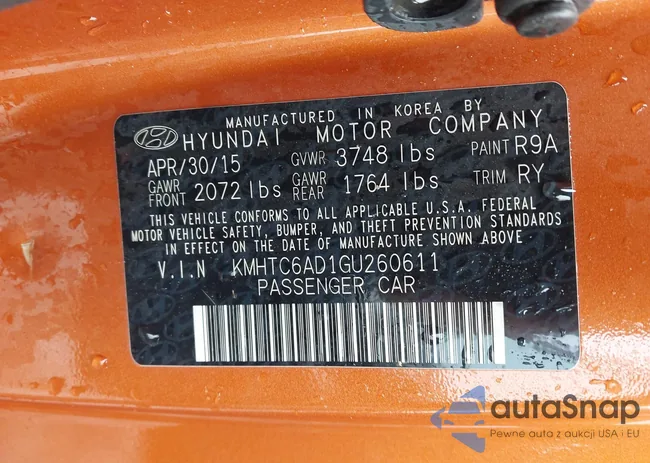 MANUFACTURED IN KOREA BY
HYUNDAI MOTOR COMPANY
APR/30/15 GVWR 3748 lbs PAINT R9A
GAWR FRONT 2072 lbs GAWR REAR 1764 lbs TRIM RY
THIS VEHICLE CONFORMS TO ALL APPLICABLE U.S.A. FEDERAL
MOTOR VEHICLE SAFETY, BUMPER, AND THEFT PREVENTION STANDARDS
IN EFFECT ON THE DATE OF MANUFACTURE SHOWN ABOVE
V.I.N KMHTC6AD1GU260611
PASSENGER CAR
autaSnap
Pewne auta z aukcji USA i EU